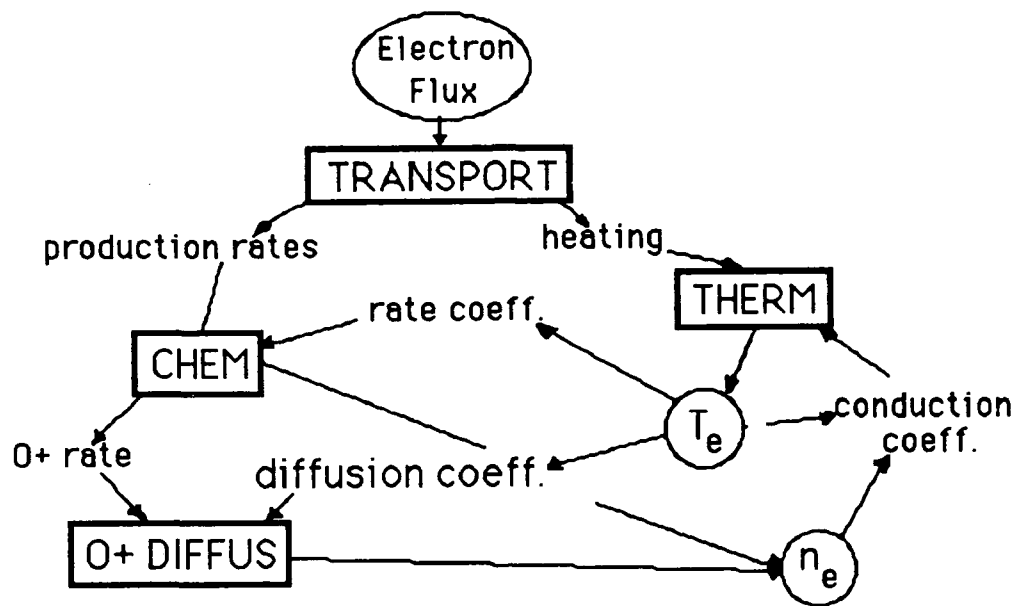 Electron
Flux
TRANSPORT
production rates
heating
THERM
rate coeff.
CHEM
Te
conduction
coeff.
O+ rate
diffusion coeff.
O+ DIFFUS
ne